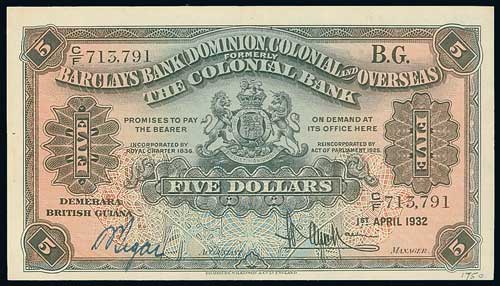 5 5
C/F 713,791 B.G.
BARCLAYS BANK (DOMINION, COLONIAL AND OVERSEAS)
FORMERLY
THE COLONIAL BANK
PROMISES TO PAY ON DEMAND AT
THE BEARER ITS OFFICE HERE
FIVE FIVE
INCORPORATED BY REINCORPORATED BY
ROYAL CHARTER 1836. ACT OF PARLIAMENT 1925.
FIVE DOLLARS
DEMERARA
BRITISH GUIANA
C/F 713,791
1ST APRIL 1932
ACCOUNTANT MANAGER.
5 5
1750